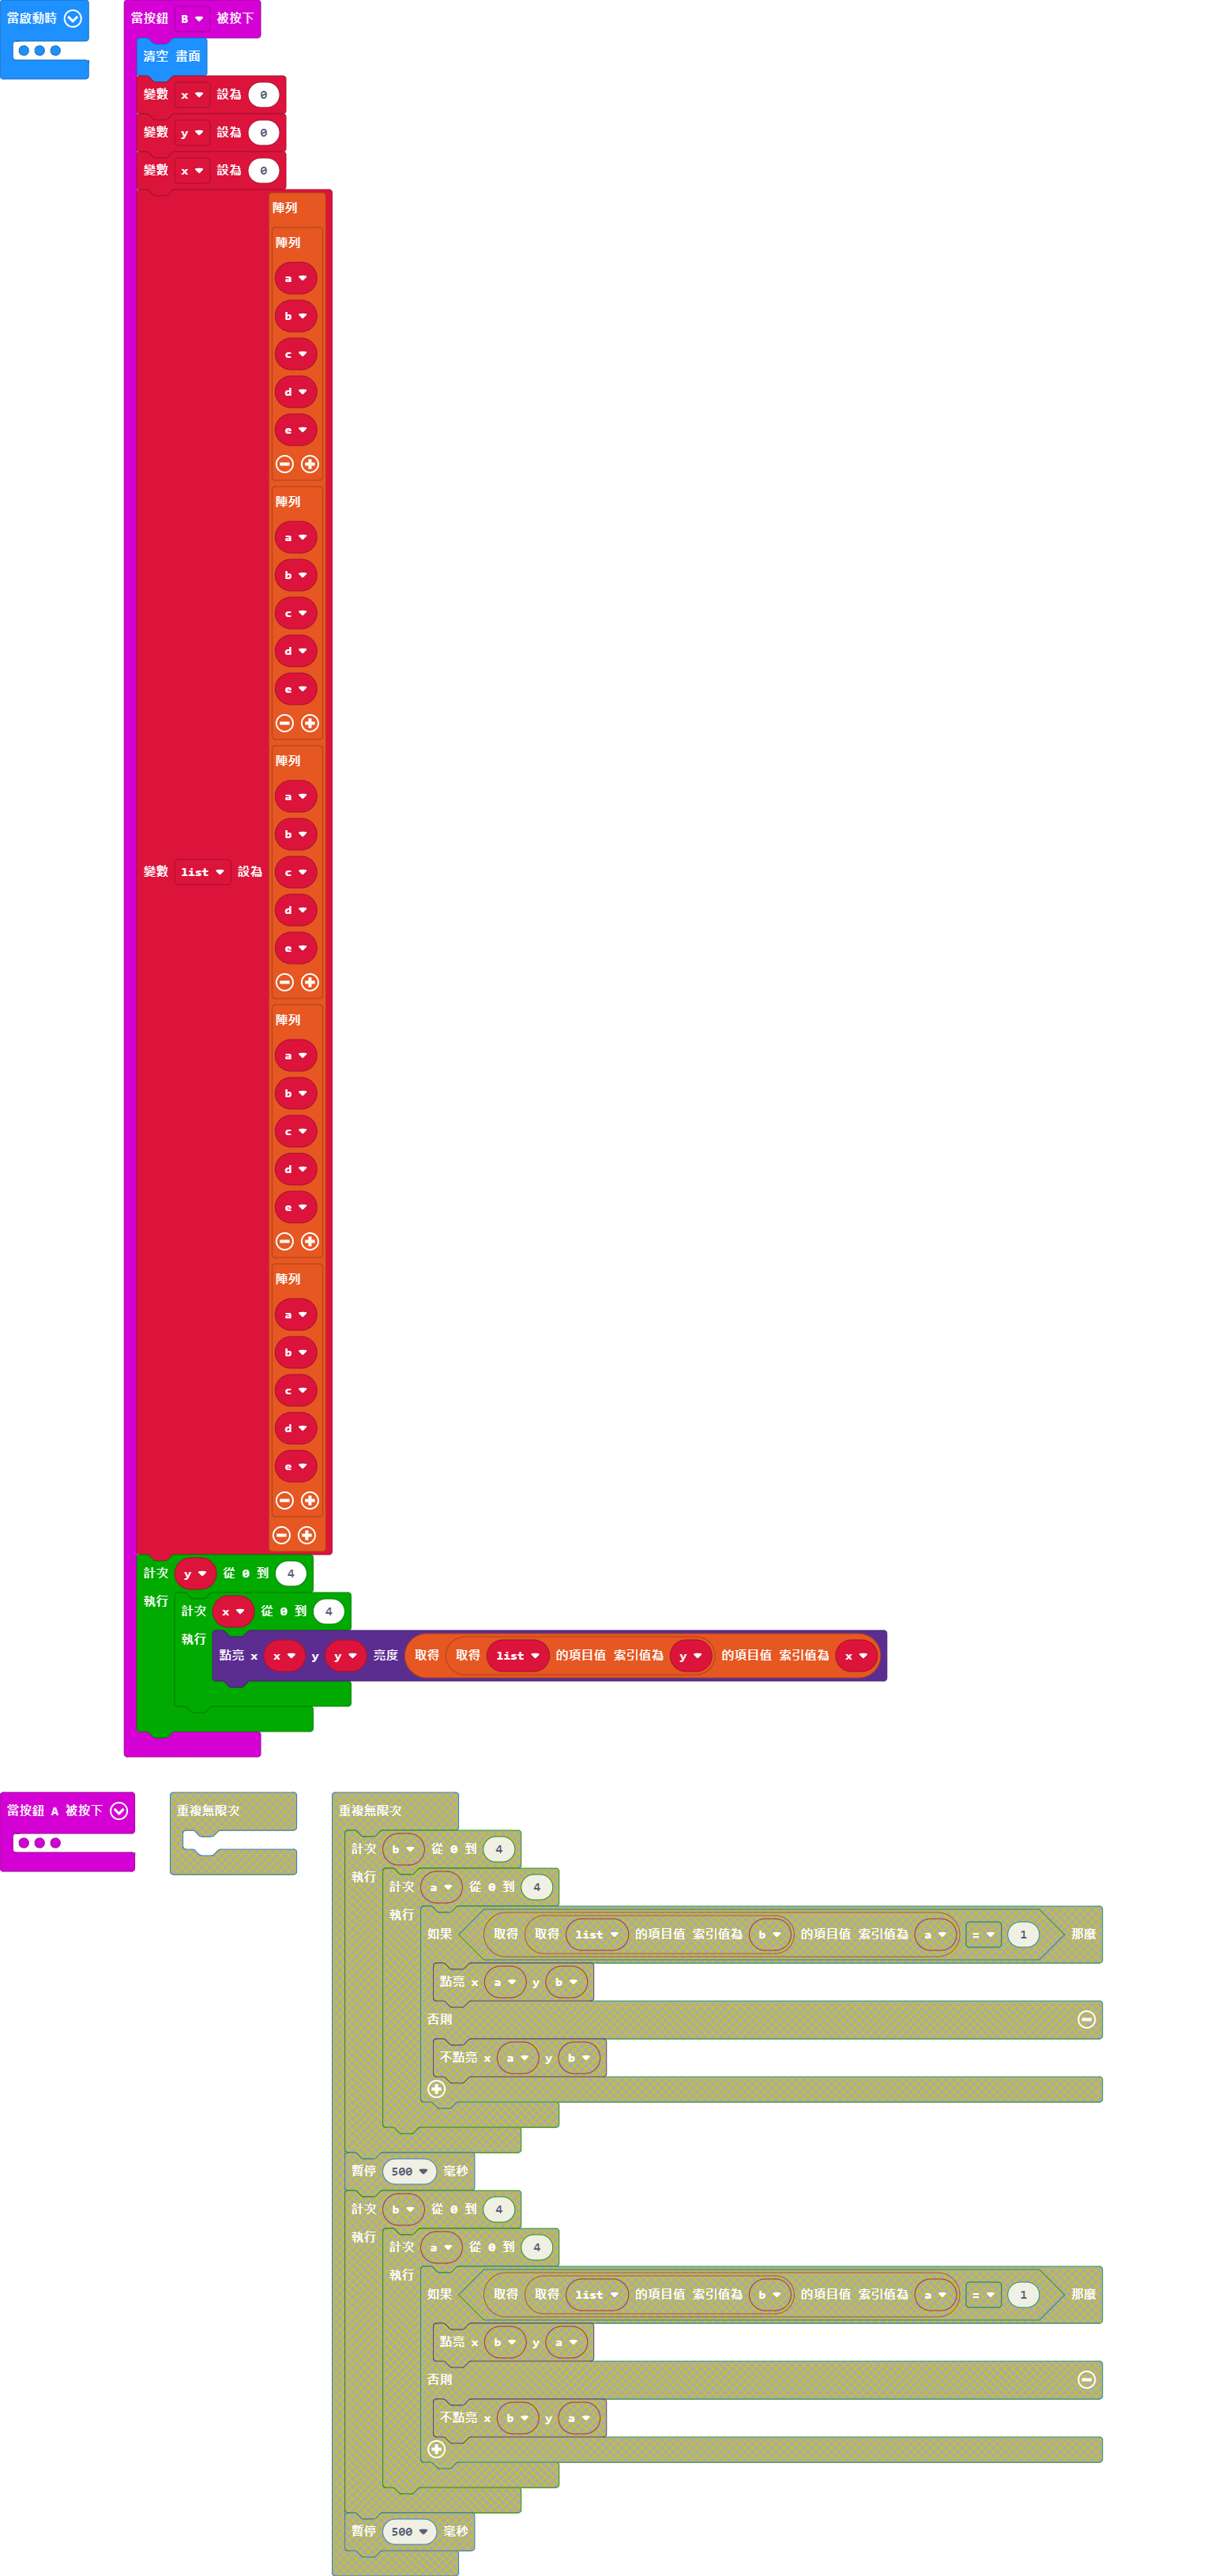 當啟動時
當按鈕 B 被按下
清空 畫面
變數 x 設為 0
變數 y 設為 0
變數 x 設為 0
陣列
陣列
a
b
c
d
e
陣列
a
b
c
d
e
陣列
a
b
變數 list 設為 c
d
e
陣列
a
b
c
d
e
陣列
a
b
c
d
e
計次 y 從 0 到 4
執行
計次 x 從 0 到 4
執行
點亮 x x y y 亮度 取得 取得 list 的項目值 索引值為 y 的項目值 索引值為 x
當按鈕 A 被按下
重複無限次
重複無限次
計次 b 從 0 到 4
執行
計次 a 從 0 到 4
執行
如果 取得 取得 list 的項目值 索引值為 b 的項目值 索引值為 a = 1 那麼
點亮 x a y b
否則
不點亮 x a y b
暫停 500 毫秒
計次 b 從 0 到 4
執行
計次 a 從 0 到 4
執行
如果 取得 取得 list 的項目值 索引值為 b 的項目值 索引值為 a = 1 那麼
點亮 x b y a
否則
不點亮 x b y a
暫停 500 毫秒